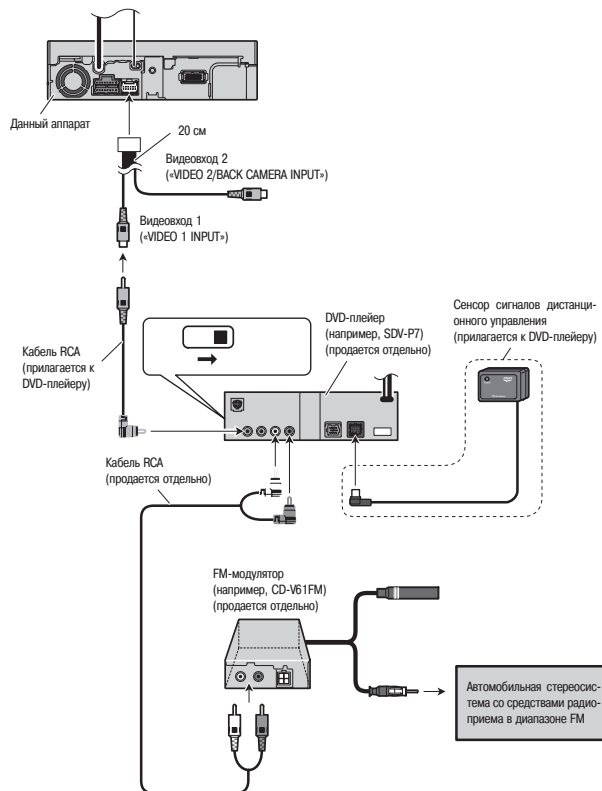 Данный аппарат
20 см
Видеовход 2
(«VIDEO 2/BACK CAMERA INPUT»)
Видеовход 1
(«VIDEO 1 INPUT»)
Кабель RCA
(прилагается к
DVD-плейеру)
DVD-плейер
(например, SDV-P7)
(продается отдельно)
Сенсор сигналов дистанци-
онного управления
(прилагается к DVD-плейеру)
Кабель RCA
(продается отдельно)
FM-модулятор
(например, CD-V61FM)
(продается отдельно)
Автомобильная стереосис-
тема со средствами радио-
приема в диапазоне FM